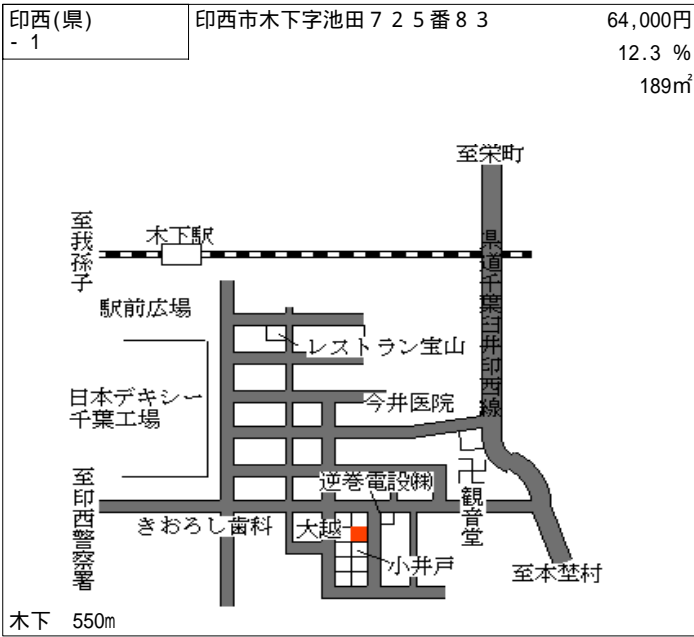 印西(県)
- 1
印西市木下字池田７２５番８３
64,000円
12.3 %
189㎡
至栄町
至我孫子
木下駅
県道千葉臼井印西線
駅前広場
レストラン宝山
日本デキシー
千葉工場
今井医院
至印西警察署
逆巻電設㈱
卍
観音堂
きおろし歯科
大越
小井戸
至本埜村
木下 550m